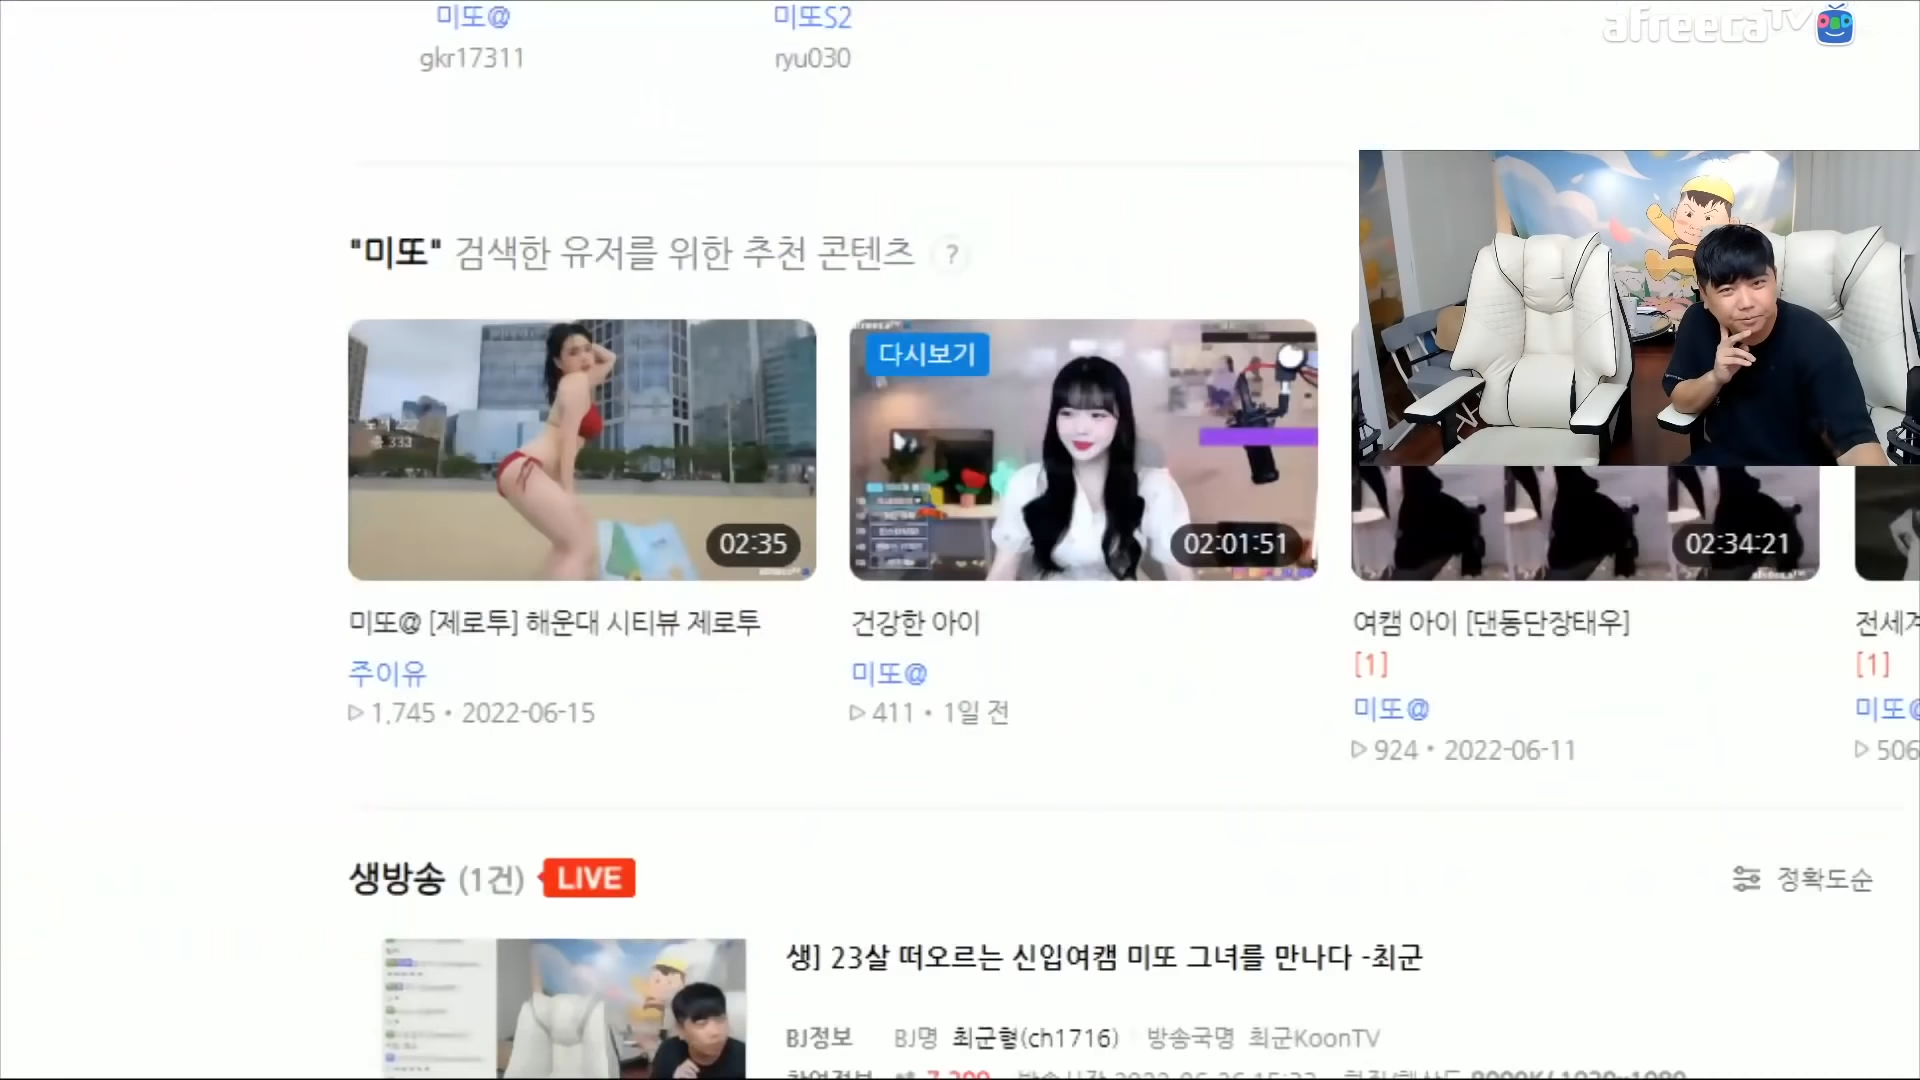 미또@
미또S2
afreecaTV
gkr17311
ryu030
"미또" 검색한 유저를 위한 추천 콘텐츠 ?
다시보기
02:35
02:01:51
02:34:21
미또@ [제로투] 해운대 시티뷰 제로투
건강한 아이
여캠 아이 [댄동단장태우]
[1]
[1]
주이유
미또@
미또@
1,745 • 2022-06-15
411 • 1일 전
924 • 2022-06-11
506
생방송 (1건) LIVE
정확도순
생] 23살 떠오르는 신입여캠 미또 그녀를 만나다 -최군
BJ정보 BJ명 최군형(ch1716) 방송국명 최군KoonTV